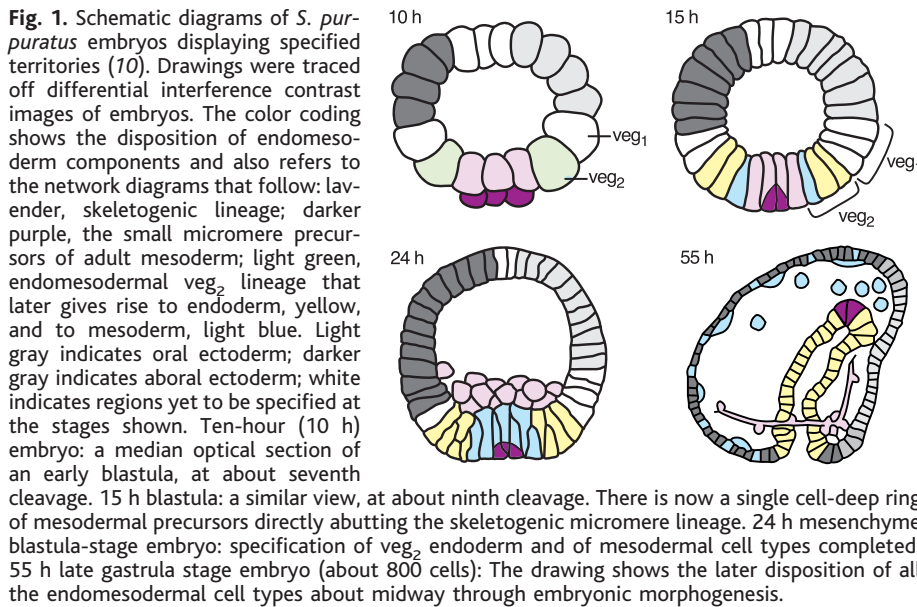 Fig. 1. Schematic diagrams of S. pur-
puratus embryos displaying specified
territories (10). Drawings were traced
off differential interference contrast
images of embryos. The color coding
shows the disposition of endomeso-
derm components and also refers to
the network diagrams that follow: lav-
ender, skeletogenic lineage; darker
purple, the small micromere precur-
sors of adult mesoderm; light green,
endomesodermal veg2 lineage that
later gives rise to endoderm, yellow,
and to mesoderm, light blue. Light
gray indicates oral ectoderm; darker
gray indicates aboral ectoderm; white
indicates regions yet to be specified at
the stages shown. Ten-hour (10 h)
embryo: a median optical section of
an early blastula, at about seventh
cleavage. 15 h blastula: a similar view, at about ninth cleavage. There is now a single cell-deep ring
of mesodermal precursors directly abutting the skeletogenic micromere lineage. 24 h mesenchyme
blastula-stage embryo: specification of veg2 endoderm and of mesodermal cell types completed
55 h late gastrula stage embryo (about 800 cells): The drawing shows the later disposition of all
the endomesodermal cell types about midway through embryonic morphogenesis.
10 h
15 h
veg1
veg2
veg
veg2
24 h
55 h